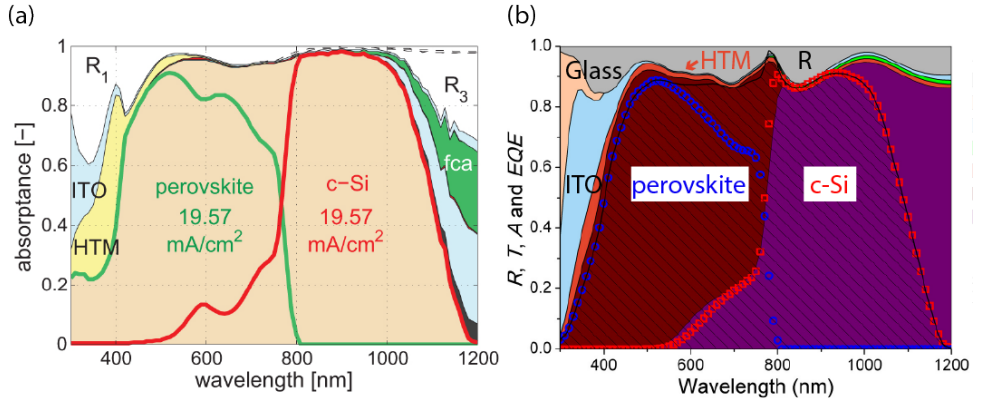 (a)
absorptance [–]
1
0.8
0.6
0.4
0.2
0
R1
R3
ITO
HTM
fca
perovskite
19.57
mA/cm²
c−Si
19.57
mA/cm²
400
600
800
1000
1200
wavelength [nm]
(b)
R, T, A and EQE
1.0
0.8
0.6
0.4
0.2
0.0
Glass
HTM
R
ITO
perovskite
c-Si
400
600
800
1000
1200
Wavelength (nm)